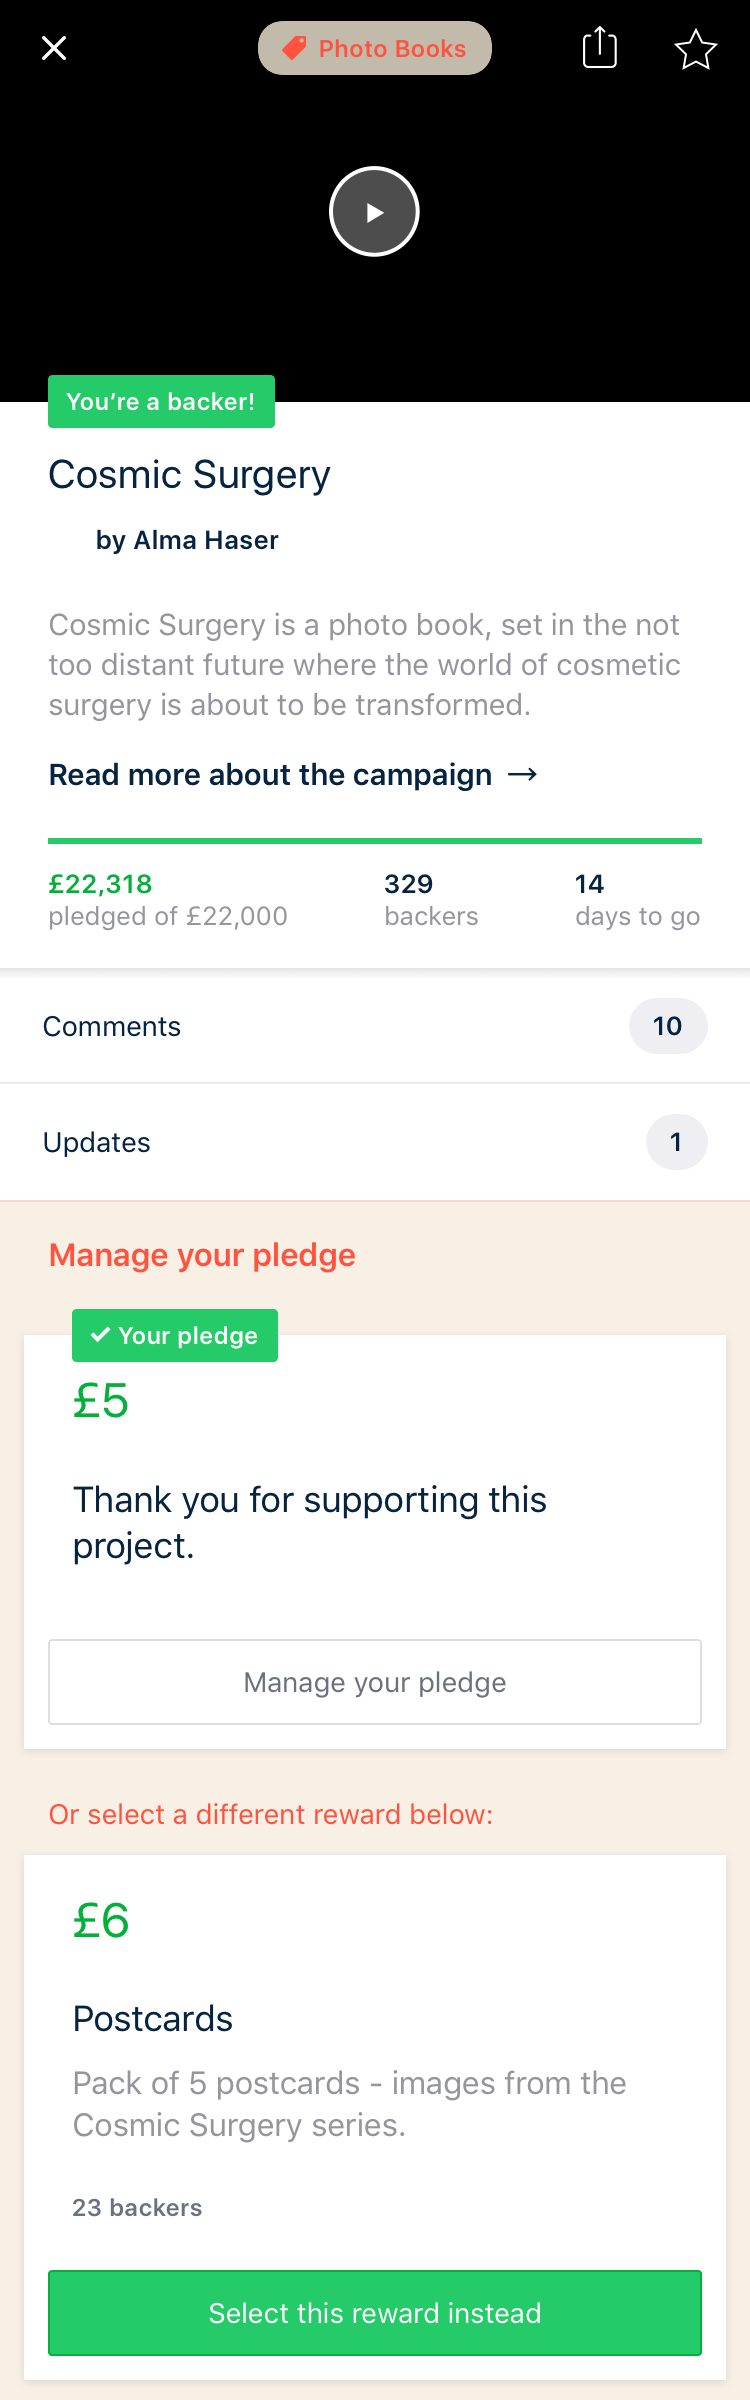 Photo Books
You’re a backer!
Cosmic Surgery
by Alma Haser
Cosmic Surgery is a photo book, set in the not
too distant future where the world of cosmetic
surgery is about to be transformed.
Read more about the campaign →
£22,318
pledged of £22,000
329
backers
14
days to go
Comments
10
Updates
1
Manage your pledge
Your pledge
£5
Thank you for supporting this
project.
Manage your pledge
Or select a different reward below:
£6
Postcards
Pack of 5 postcards - images from the
Cosmic Surgery series.
23 backers
Select this reward instead